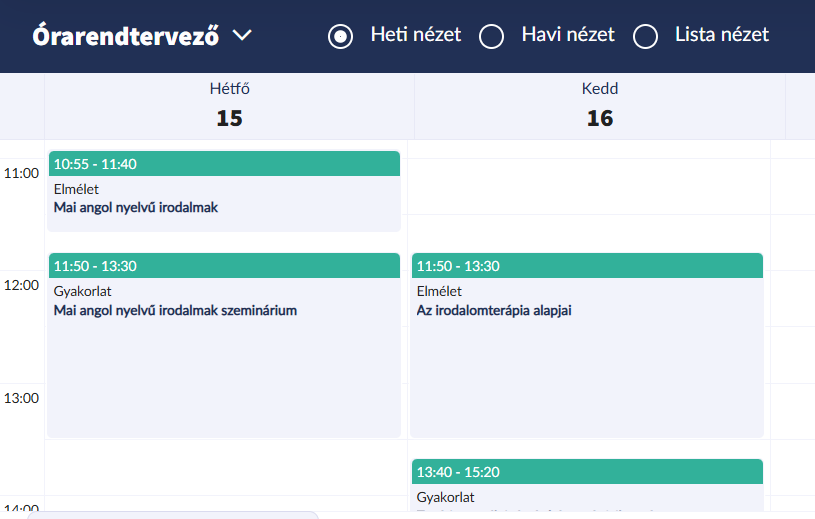 Órarendtervező
Heti nézet
Havi nézet
Lista nézet
Hétfő
15
Kedd
16
11:00
10:55 - 11:40
Elmélet
Mai angol nyelvű irodalmak
12:00
11:50 - 13:30
Gyakorlat
Mai angol nyelvű irodalmak szeminárium
11:50 - 13:30
Elmélet
Az irodalomterápia alapjai
13:00
13:40 - 15:20
Gyakorlat
14:00